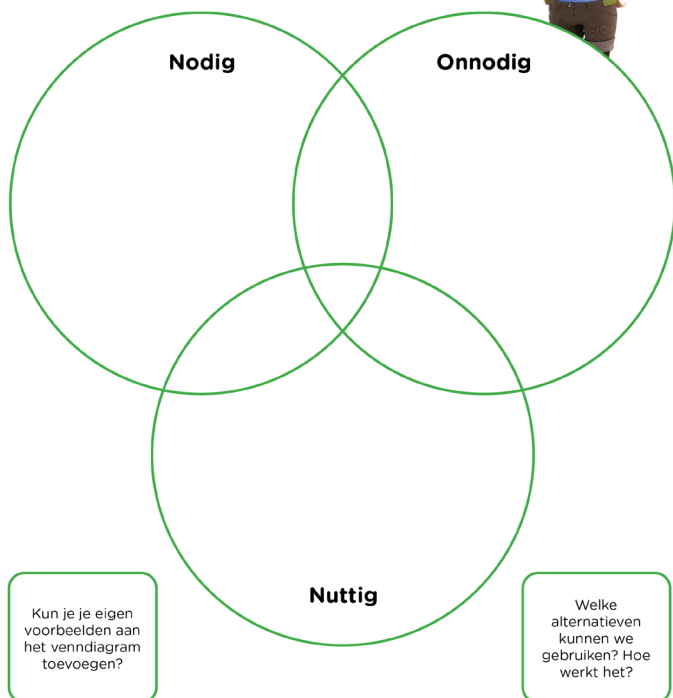 Nodig
Onnodig
Nuttig
Kun je je eigen
voorbeelden aan
het venndiagram
toevoegen?
Welke
alternatieven
kunnen we
gebruiken? Hoe
werkt het?